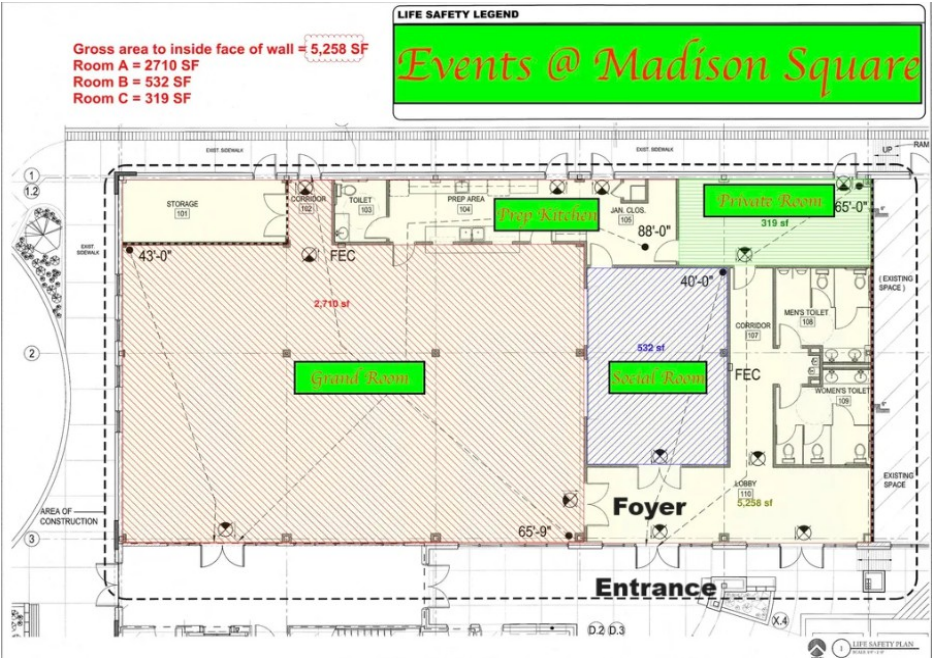 LIFE SAFETY LEGEND
Events @ Madison Square
Gross area to inside face of wall = 5,258 SF
Room A = 2710 SF
Room B = 532 SF
Room C = 319 SF
EXIST. SIDEWALK
EXIST. SIDEWALK
UP
RAM
1
1.2
STORAGE
101
CORRIDOR
102
TOILET
103
PREP AREA
104
Prep Kitchen
JAN. CLOS.
105
88'-0"
Private Room
319 sf
65'-0"
EXIST
SIDEWALK
43'-0"
FEC
2,710 sf
40'-0"
( EXISTING
SPACE )
MEN'S TOILET
108
CORRIDOR
107
2
532 sf
Grand Room
Social Room
FEC
WOMEN'S TOILET
109
LOBBY
110
5,258 sf
EXISTING
SPACE
Foyer
AREA OF
CONSTRUCTION
65'-9"
3
Entrance
X.4
D.2 D.3
1
LIFE SAFETY PLAN